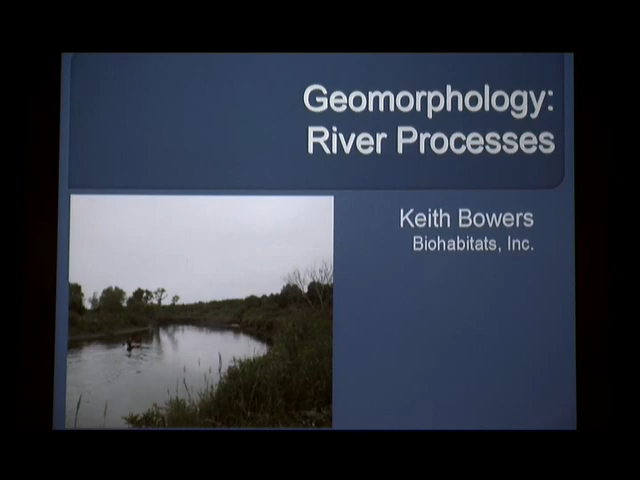 Geomorphology:
River Processes
Keith Bowers
Biohabitats, Inc.